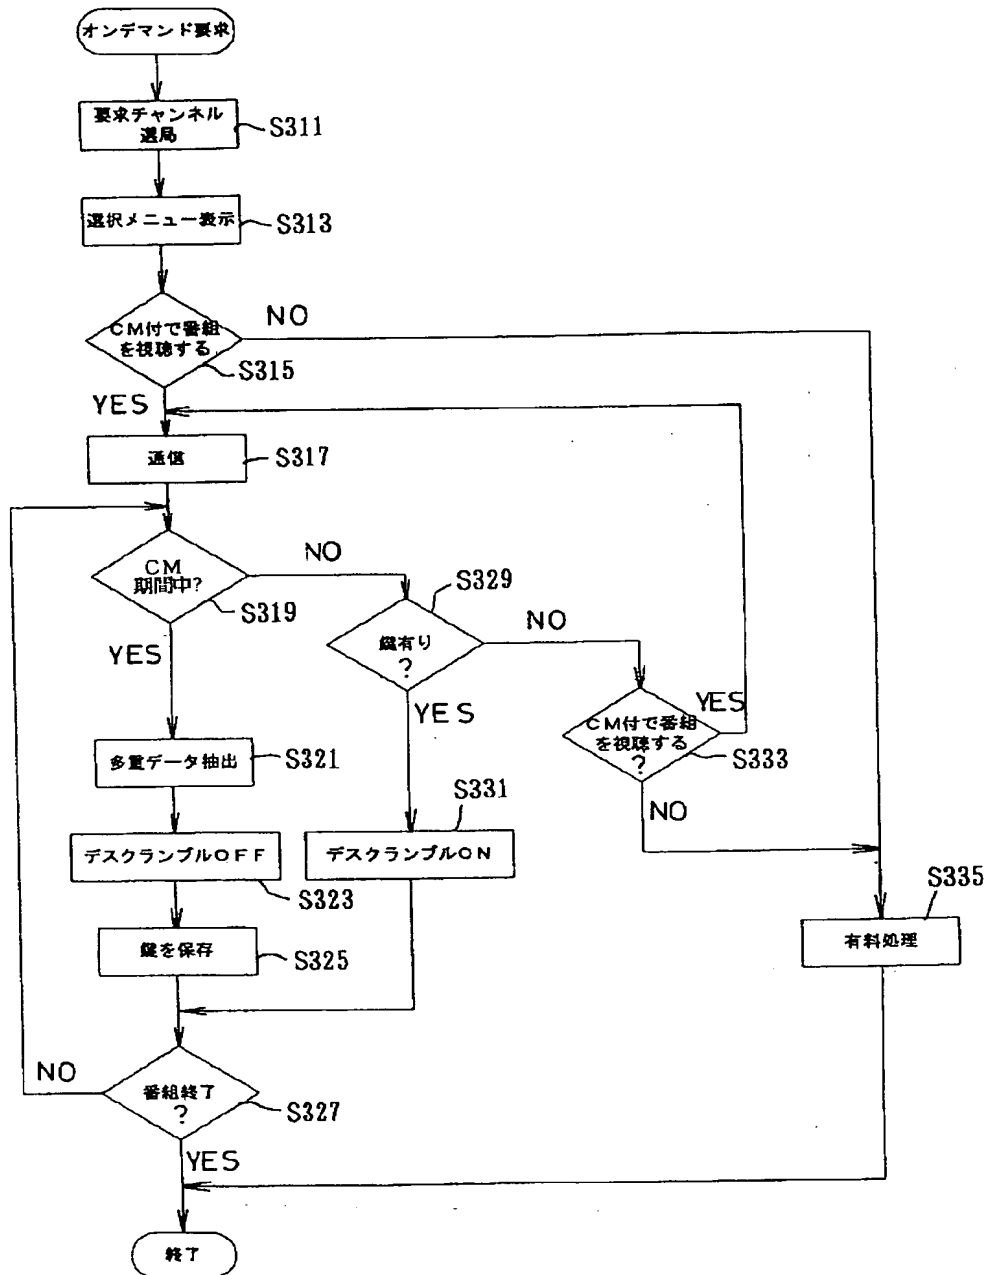 オンデマンド要求
要求チャンネル
選局
S311
選択メニュー表示
S313
CM付で番組
を視聴する
S315
NO
YES
通信
S317
CM
期間中?
S319
NO
YES
鍵有り
?
S329
NO
YES
CM付で番組
を視聴する
?
S333
YES
NO
多重データ抽出
S321
デスクランブルOFF
S323
デスクランブルON
S331
鍵を保存
S325
有料処理
S335
番組終了
?
S327
NO
YES
終了